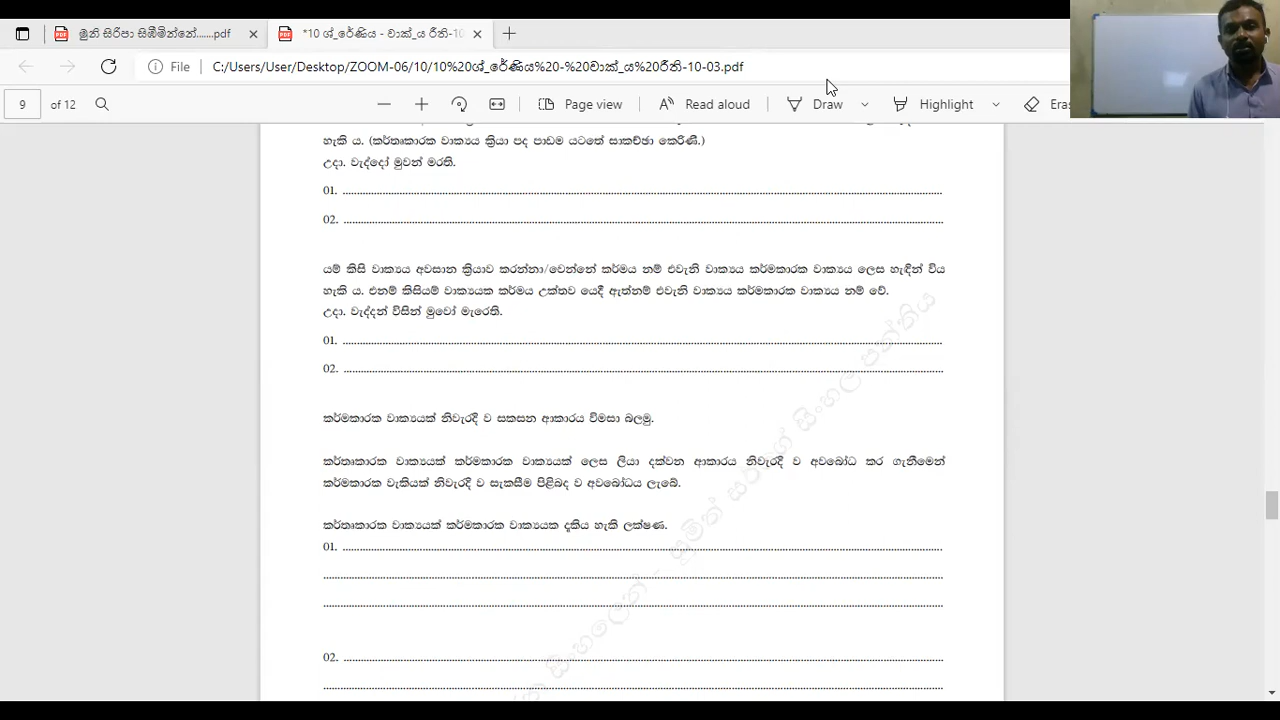 මුනි සිරිපා සිඹිමින්නේ......pdf
*10 ශ්_රේණිය - වාක්_ය රීති-10
File C:/Users/User/Desktop/ZOOM-06/10/10%20ශ්_රේණිය%20-%20වාක්_ය%20රීති-10-03.pdf
9 of 12 Page view Read aloud Draw Highlight Eras
හැකි ය. (කර්තෘකාරක වාක්‍යය ක්‍රියා පද පාඩම යටතේ සාකච්ඡා කෙරිණී.)
උදා. වැද්දෝ මුවන් මරති.
01. ....................................................................................................
02. ....................................................................................................
යම් කිසි වාක්‍යය අවසාන ක්‍රියාව කරන්නා/වෙන්නේ කර්මය නම් එවැනි වාක්‍යය කර්මකාරක වාක්‍යය ලෙස හැඳින් විය
හැකි ය. එනම් කිසියම් වාක්‍යයක කර්මය උක්තව යෙදී ඇත්නම් එවැනි වාක්‍යය කර්මකාරක වාක්‍යය නම් වේ.
උදා. වැද්දන් විසින් මුවෝ මැරෙති.
01. ....................................................................................................
02. ....................................................................................................
කර්මකාරක වාක්‍යයක් නිවැරදි ව සකසන ආකාරය විමසා බලමු.
කර්තෘකාරක වාක්‍යයක් කර්මකාරක වාක්‍යයක් ලෙස ලියා දක්වන ආකාරය නිවැරදි ව අවබෝධ කර ගැනීමෙන්
කර්මකාරක වැකියක් නිවැරදි ව සැකසීම පිළිබද ව අවබෝධය ලැබේ.
කර්තෘකාරක වාක්‍යයක් කර්මකාරක වාක්‍යයක දැකිය හැකි ලක්ෂණ.
01. ....................................................................................................
....................................................................................................
....................................................................................................
02. ....................................................................................................
....................................................................................................